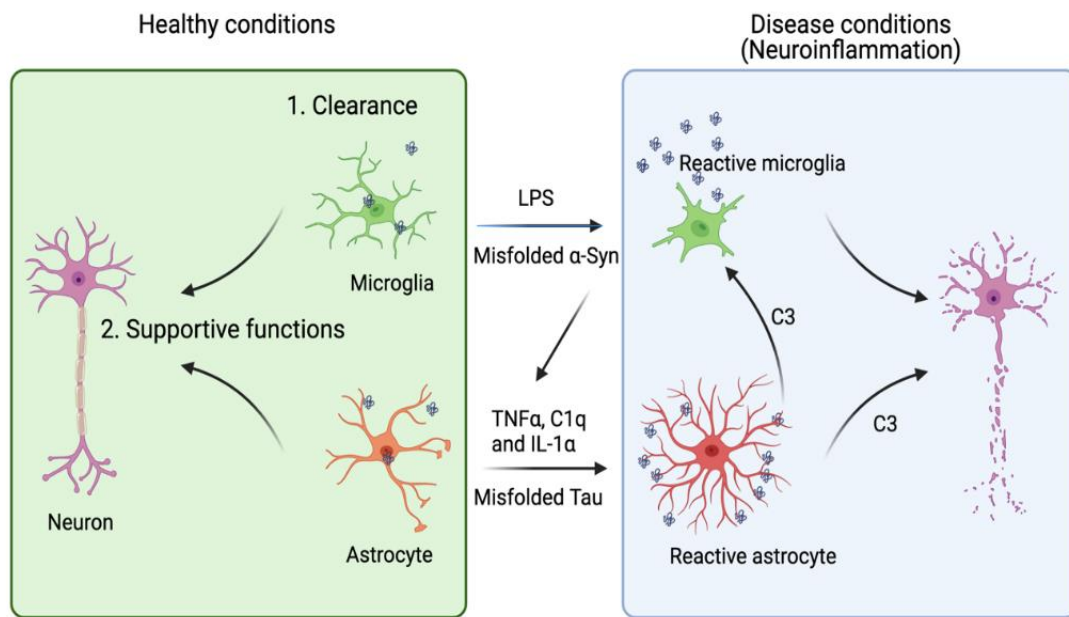 Healthy conditions
Disease conditions
(Neuroinflammation)
1. Clearance
Microglia
2. Supportive functions
Neuron
Astrocyte
LPS
Misfolded α-Syn
TNFα, C1q
and IL-1α
Misfolded Tau
Reactive microglia
C3
C3
Reactive astrocyte